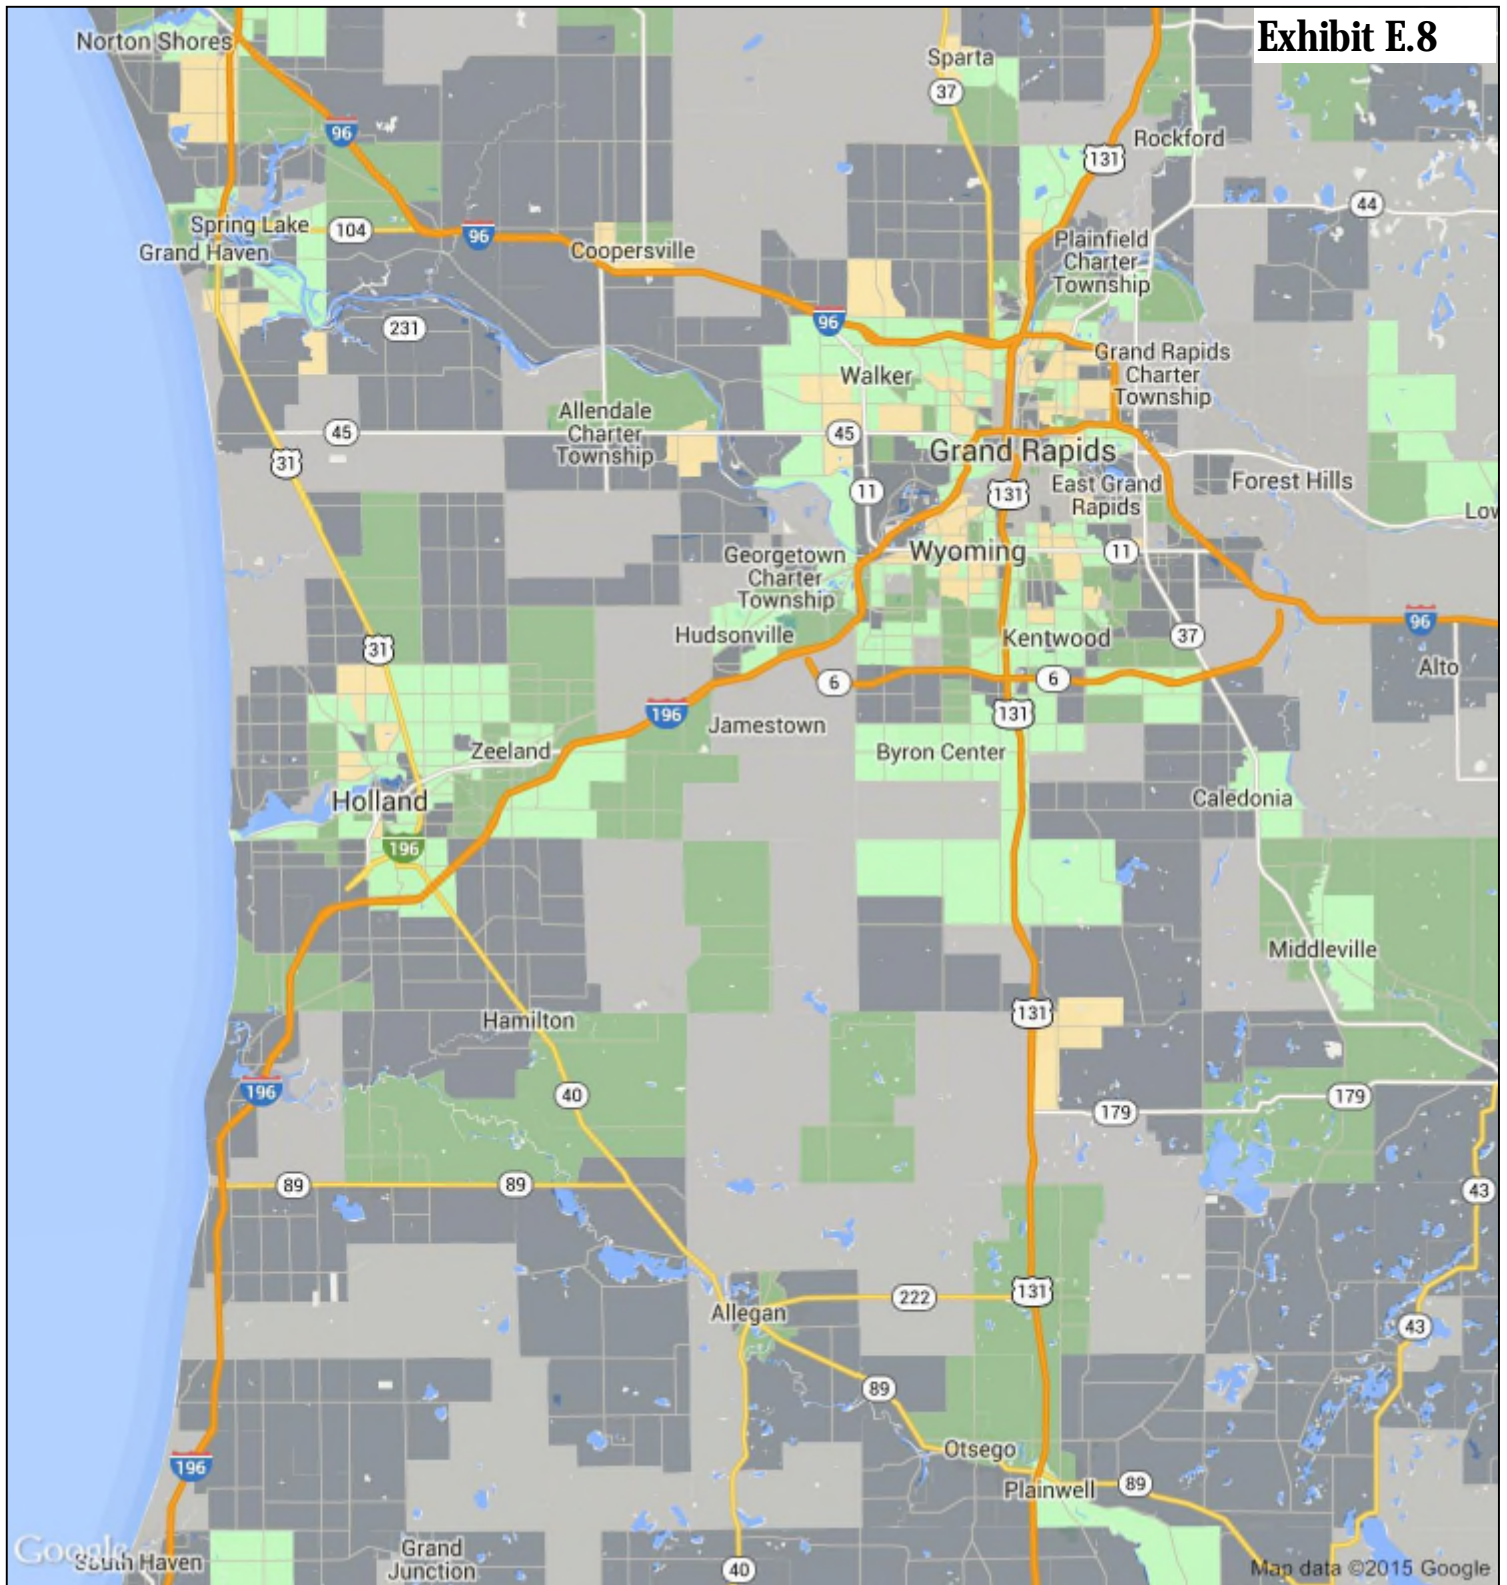 Exhibit E.8
Norton Shores
Sparta
37
96
131
Rockford
44
Spring Lake
104
96
Grand Haven
Coopersville
Plainfield
Charter
Township
96
231
Grand Rapids
Charter
Township
Walker
Allendale
Charter
Township
45
45
31
Grand Rapids
11
131
East Grand
Rapids
Forest Hills
Low
Georgetown
Charter
Township
Wyoming
11
96
31
Hudsonville
Kentwood
37
Alto
6
6
196
131
Jamestown
Zeeland
Byron Center
Holland
Caledonia
196
Middleville
131
Hamilton
196
40
179
179
89
89
43
222
131
Allegan
43
89
Otsego
196
Plainwell
89
Google
South Haven
Grand
Junction
40
Map data ©2015 Google